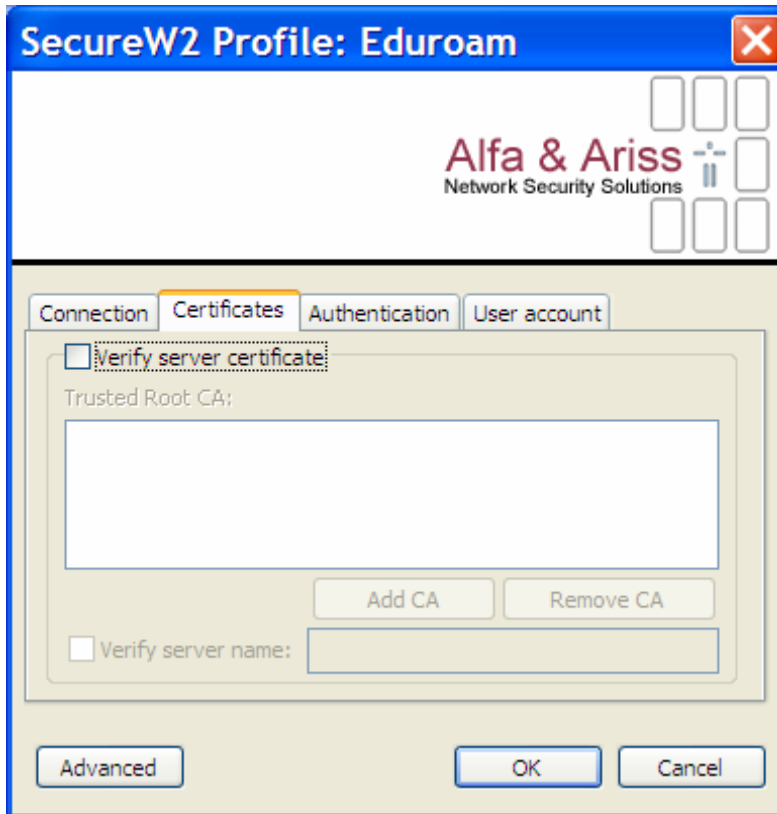 SecureW2 Profile: Eduroam
Alfa & Ariss
Network Security Solutions
Connection Certificates Authentication User account
Verify server certificate
Trusted Root CA:
Add CA Remove CA
Verify server name:
Advanced OK Cancel